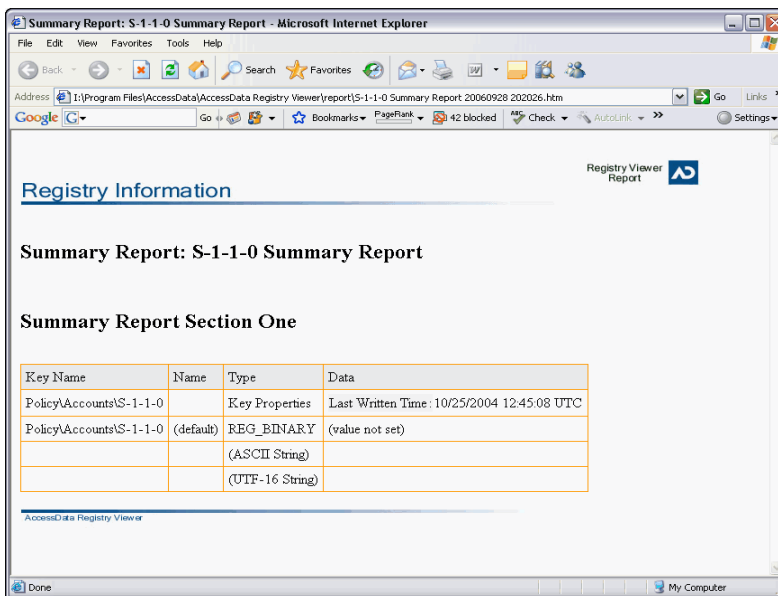 Summary Report: S-1-1-0 Summary Report - Microsoft Internet Explorer
File Edit View Favorites Tools Help
Back Search Favorites
Address I:\Program Files\AccessData\AccessData Registry Viewer\report\S-1-1-0 Summary Report 20060928 202026.htm Go Links
Google G Go Bookmarks PageRank 42 blocked ABC Check AutoLink Settings
Registry Viewer
Report
Registry Information
Summary Report: S-1-1-0 Summary Report
Summary Report Section One
Key Name Name Type Data
Policy\Accounts\S-1-1-0 Key Properties Last Written Time: 10/25/2004 12:45:08 UTC
Policy\Accounts\S-1-1-0 (default) REG_BINARY (value not set)
(ASCII String)
(UTF-16 String)
AccessData Registry Viewer
Done My Computer